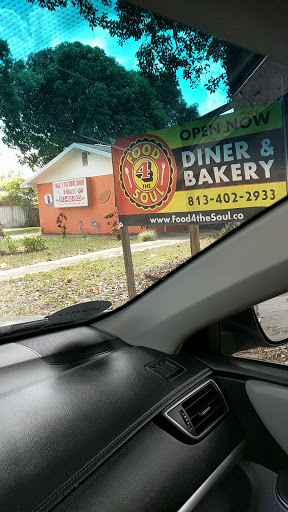 OPEN NOW
FOOD
4
THE
SOUL
DINER &
BAKERY
813-402-2933
www.Food4theSoul.co